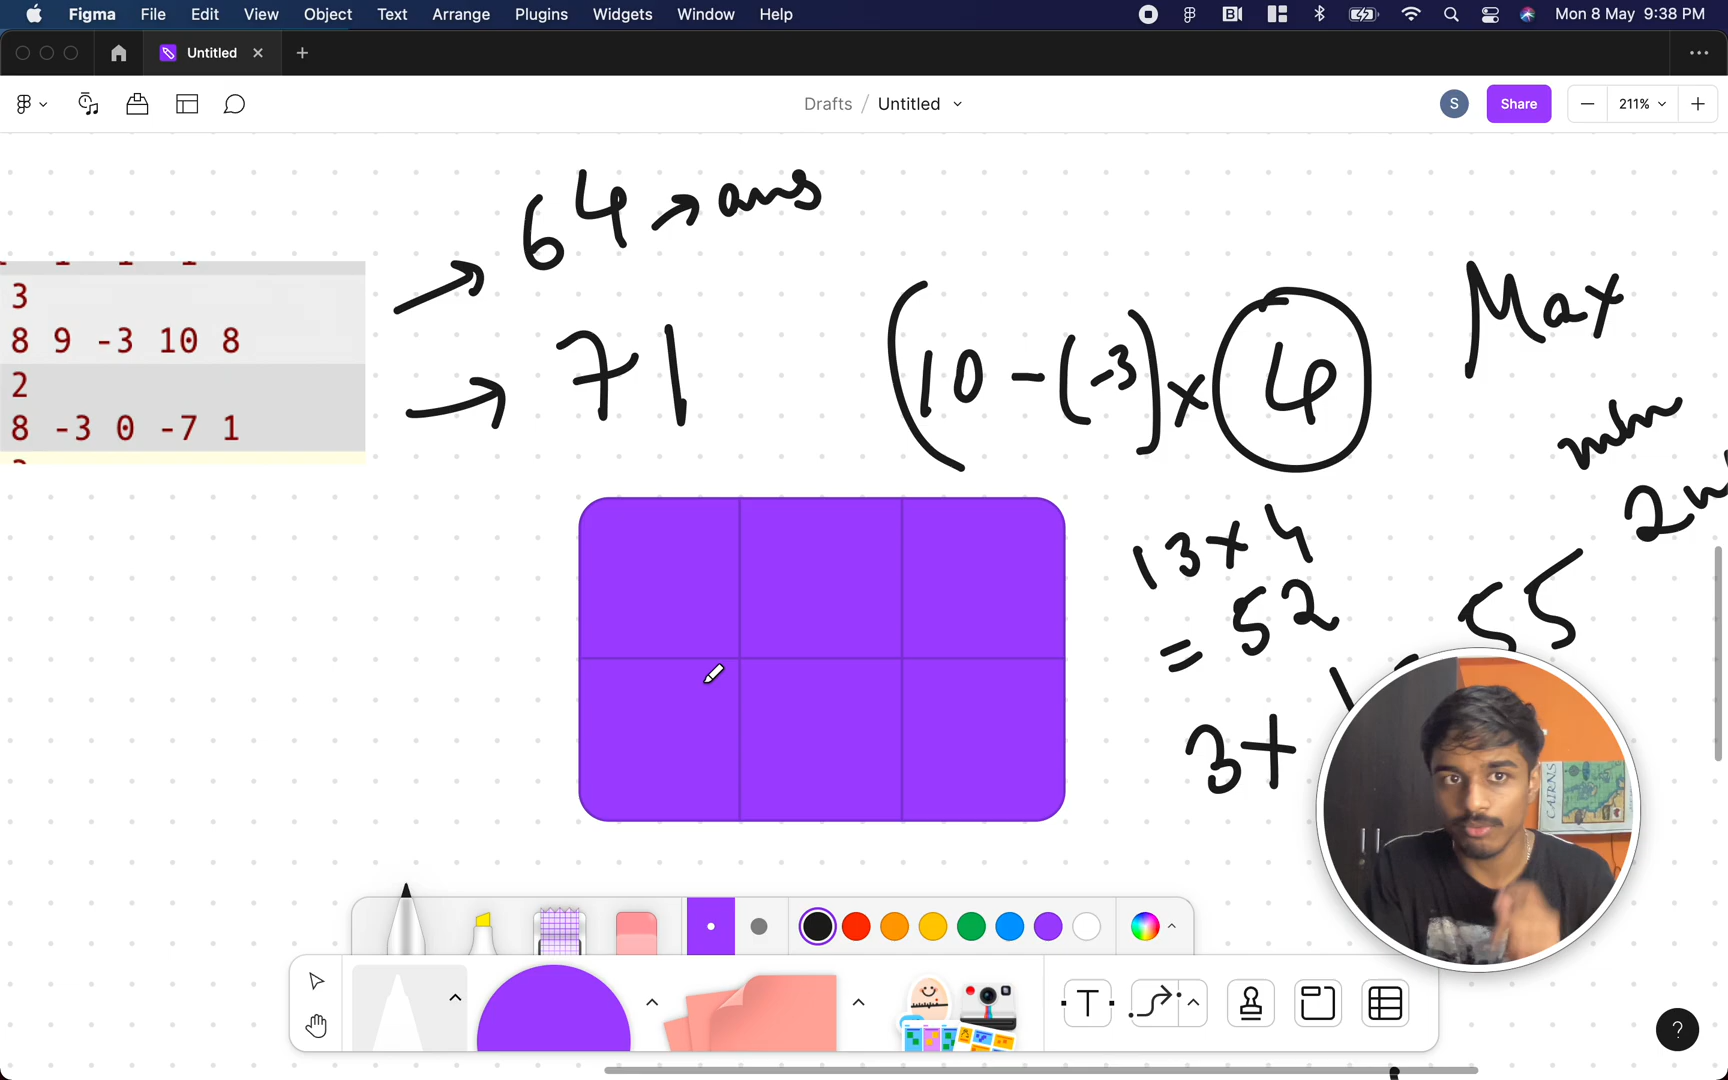 Figma File Edit View Object Text Arrange Plugins Widgets Window Help Mon 8 May 9:38 PM
Untitled
Drafts / Untitled
S
Share
211%
64 → ans
3
8 9 -3 10 8
2
8 -3 0 -7 1
71
(10 - (-3)) x 4
Max
min
13 x 4
= 52
55
3 +
CAIRNS
T
?